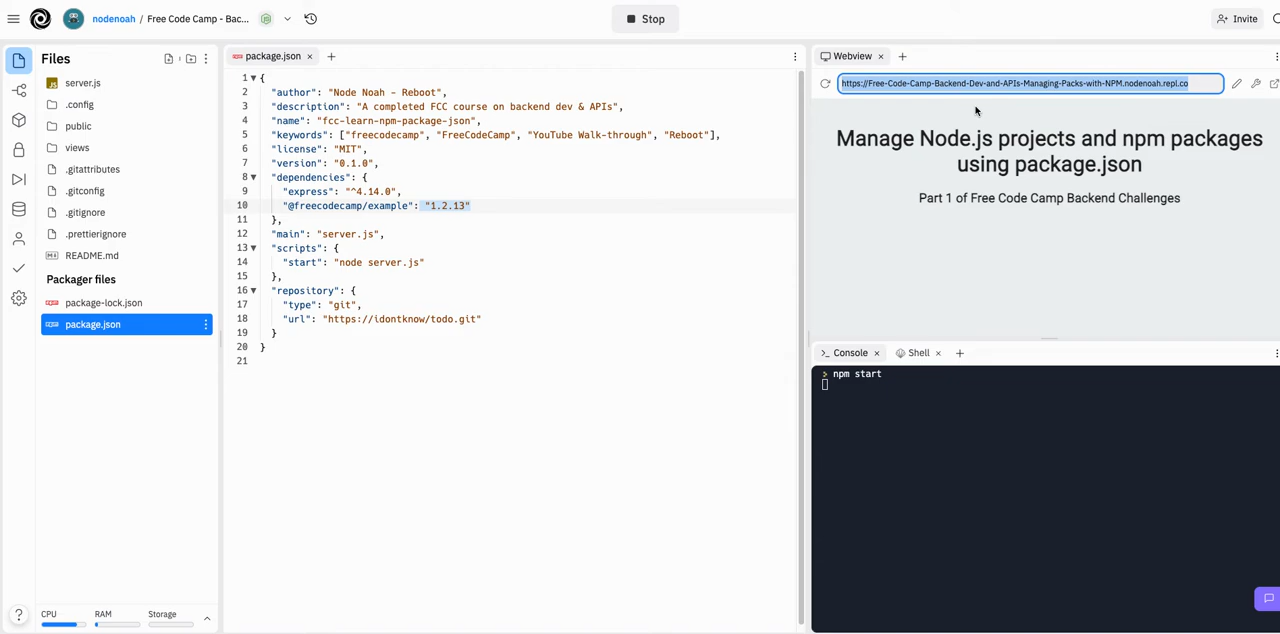 nodenoah / Free Code Camp - Bac...
Stop
Invite
Files
server.js
.config
public
views
.gitattributes
.gitconfig
.gitignore
.prettierignore
README.md
Packager files
package-lock.json
package.json
CPU
RAM
Storage
package.json
1 {
2 "author": "Node Noah - Reboot",
3 "description": "A completed FCC course on backend dev & APIs",
4 "name": "fcc-learn-npm-package-json",
5 "keywords": ["freecodecamp", "FreeCodeCamp", "YouTube Walk-through", "Reboot"],
6 "license": "MIT",
7 "version": "0.1.0",
8 "dependencies": {
9 "express": "^4.14.0",
10 "@freecodecamp/example": "1.2.13"
11 },
12 "main": "server.js",
13 "scripts": {
14 "start": "node server.js"
15 },
16 "repository": {
17 "type": "git",
18 "url": "https://idontknow/todo.git"
19 }
20 }
21
Webview
https://Free-Code-Camp-Backend-Dev-and-APIs-Managing-Packs-with-NPM.nodenoah.repl.co
Manage Node.js projects and npm packages
using package.json
Part 1 of Free Code Camp Backend Challenges
Console
Shell
> npm start